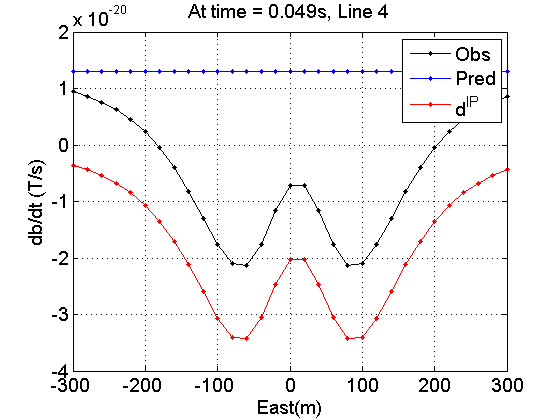 At time = 0.049s, Line 4
x 10^-20
2
1
0
-1
-2
-3
-4
-300 -200 -100 0 100 200 300
East(m)
db/dt (T/s)
Obs
Pred
d^IP